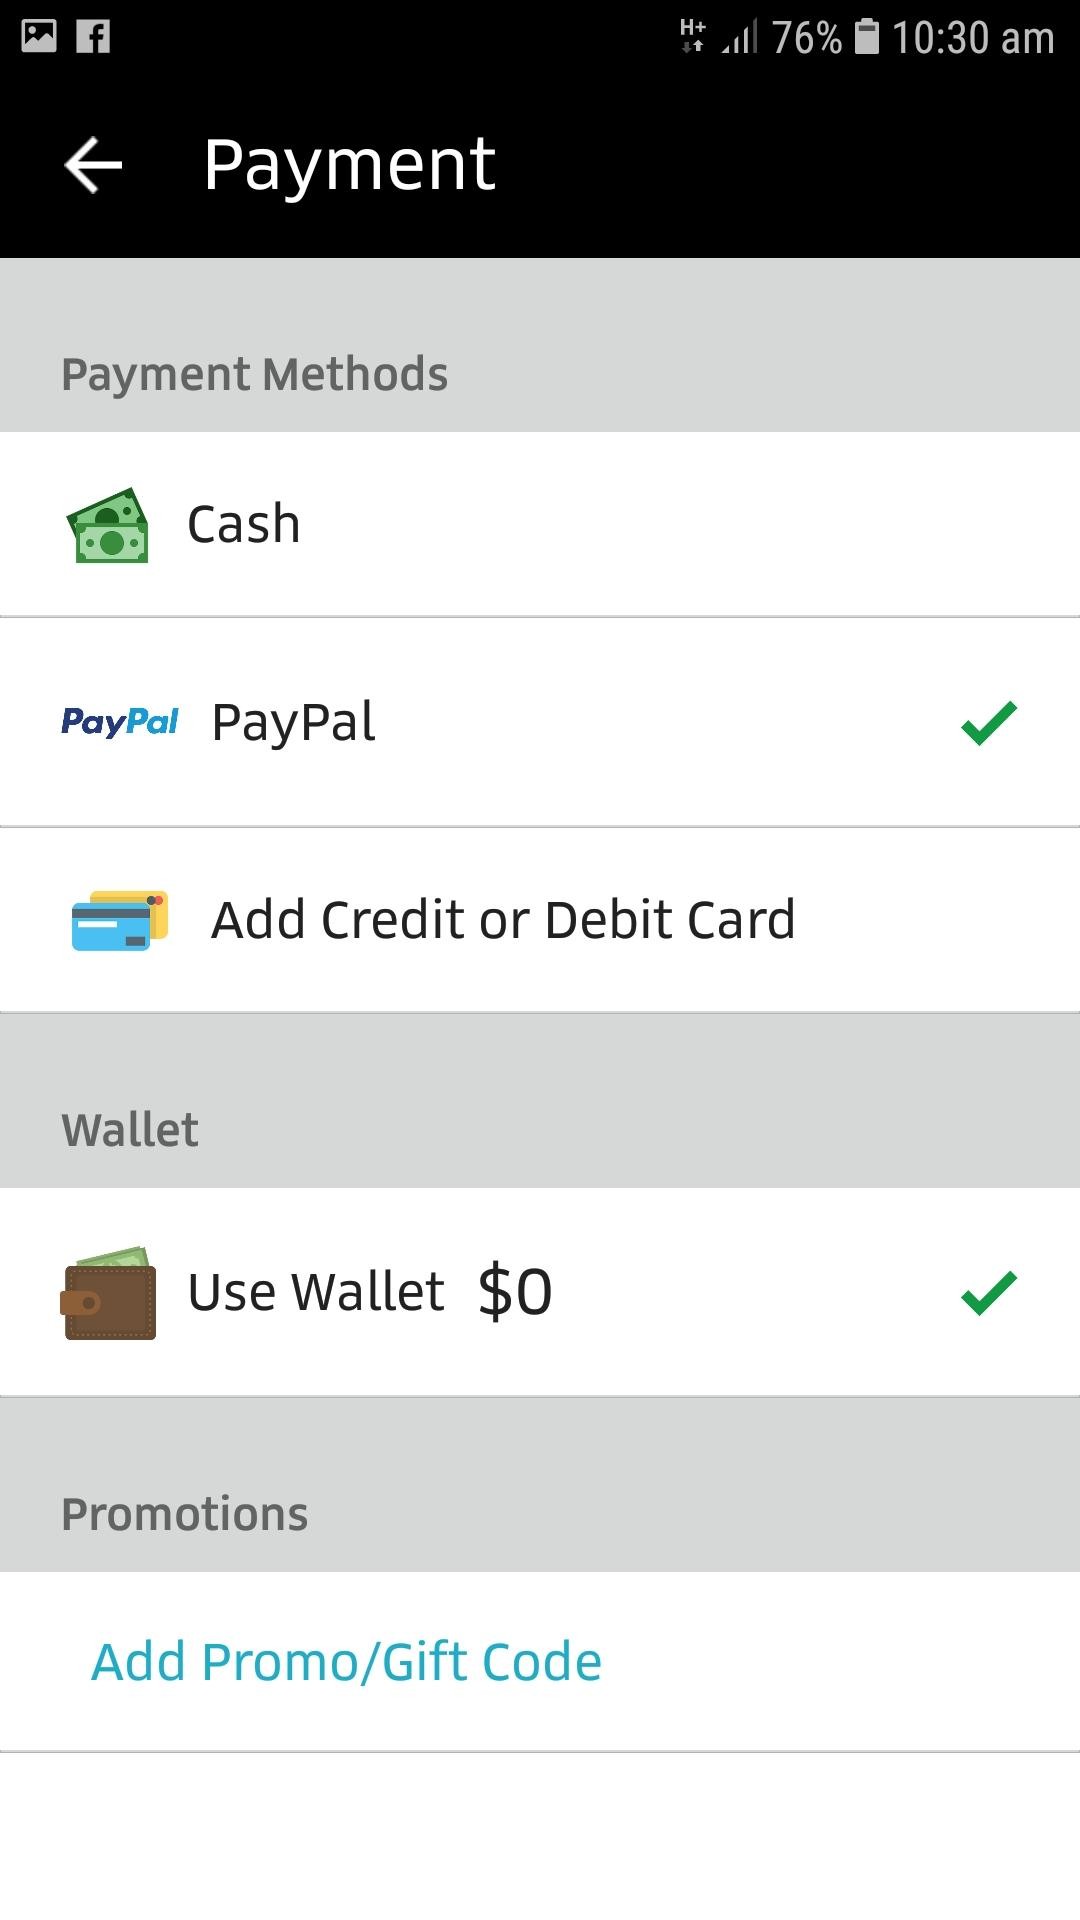 H+ 76% 10:30 am
Payment
Payment Methods
Cash
PayPal PayPal
Add Credit or Debit Card
Wallet
Use Wallet $0
Promotions
Add Promo/Gift Code